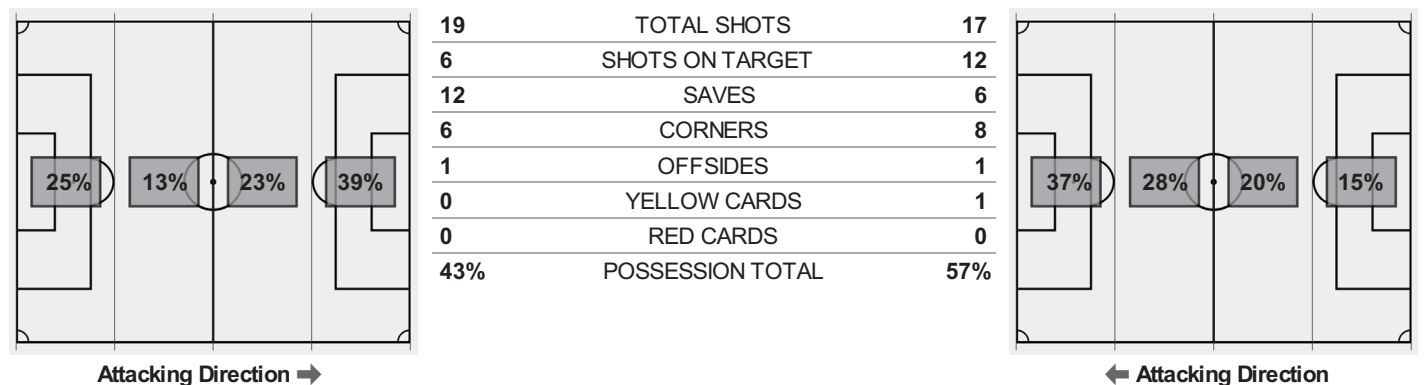 25% 13% 23% 39%
Attacking Direction
19 TOTAL SHOTS 17
6 SHOTS ON TARGET 12
12 SAVES 6
6 CORNERS 8
1 OFFSIDES 1
0 YELLOW CARDS 1
0 RED CARDS 0
43% POSSESSION TOTAL 57%
37% 28% 20% 15%
Attacking Direction